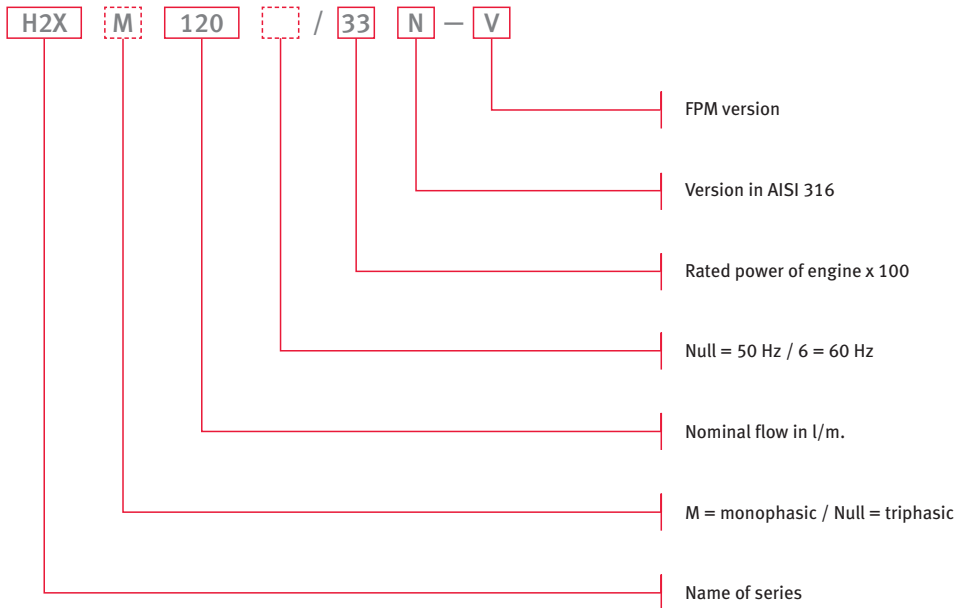 H2X M 120 / 33 N — V
FPM version
Version in AISI 316
Rated power of engine x 100
Null = 50 Hz / 6 = 60 Hz
Nominal flow in l/m.
M = monophasic / Null = triphasic
Name of series